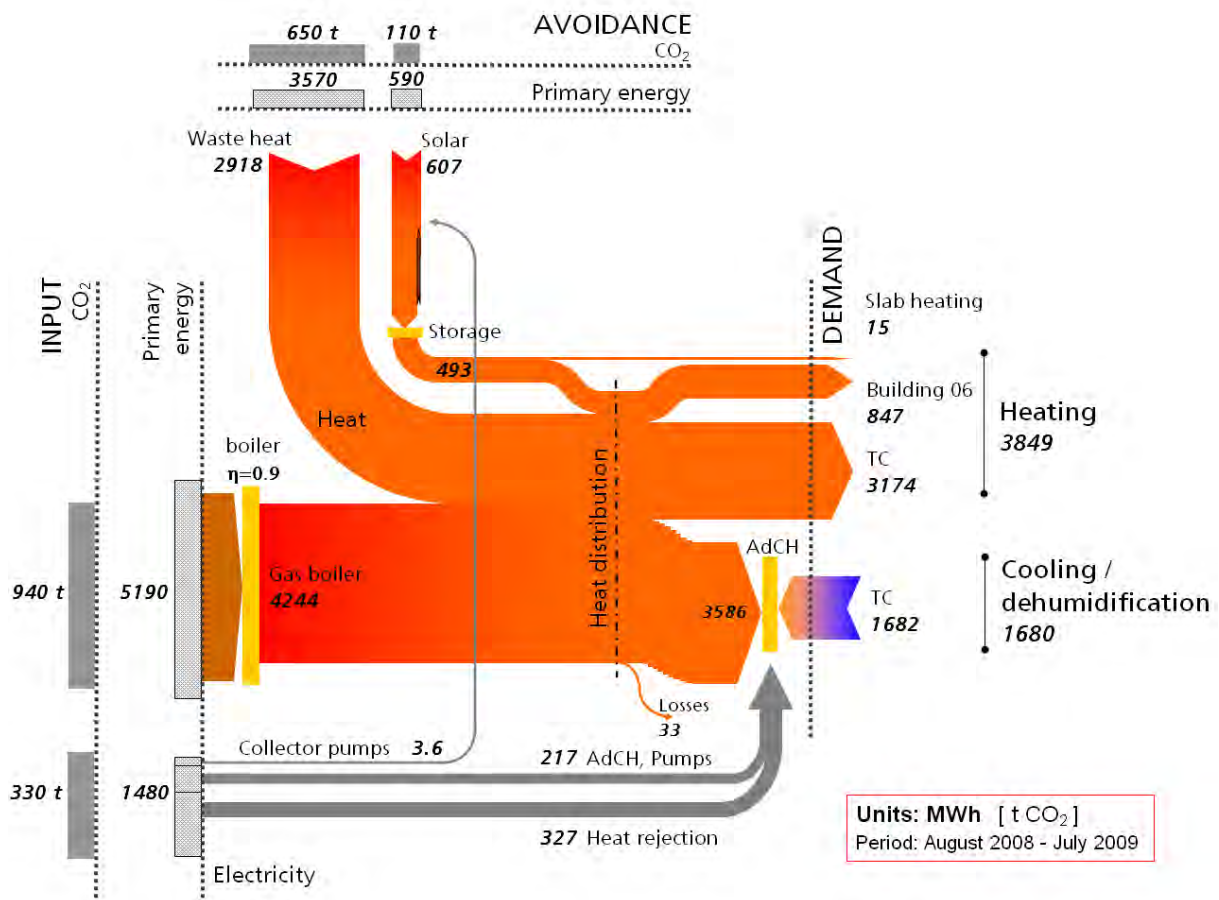 AVOIDANCE
650 t
110 t
CO2
3570
590
Primary energy
Waste heat
2918
Solar
607
INPUT
CO2
Primary
energy
DEMAND
Slab heating
15
Storage
493
Building 06
847
Heating
3849
Heat
boiler
η=0.9
TC
3174
Heat distribution
AdCH
Cooling /
dehumidification
1680
940 t
5190
Gas boiler
4244
3586
TC
1682
Losses
33
Collector pumps 3.6
217 AdCH, Pumps
330 t
1480
327 Heat rejection
Electricity
Units: MWh [ t CO2 ]
Period: August 2008 - July 2009